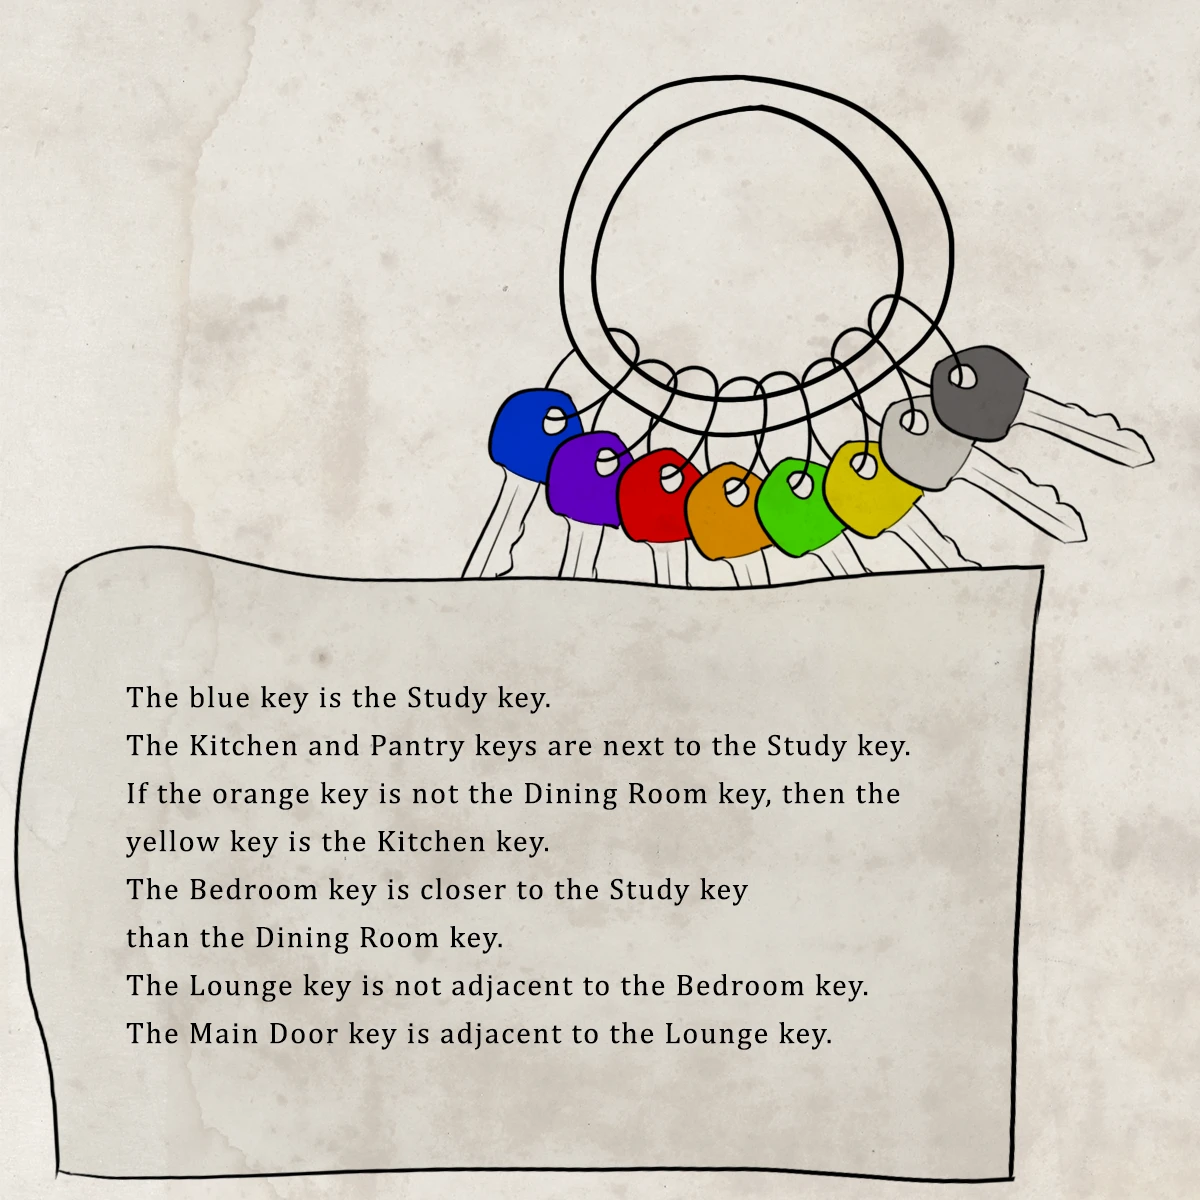 The blue key is the Study key.
The Kitchen and Pantry keys are next to the Study key.
If the orange key is not the Dining Room key, then the
yellow key is the Kitchen key.
The Bedroom key is closer to the Study key
than the Dining Room key.
The Lounge key is not adjacent to the Bedroom key.
The Main Door key is adjacent to the Lounge key.